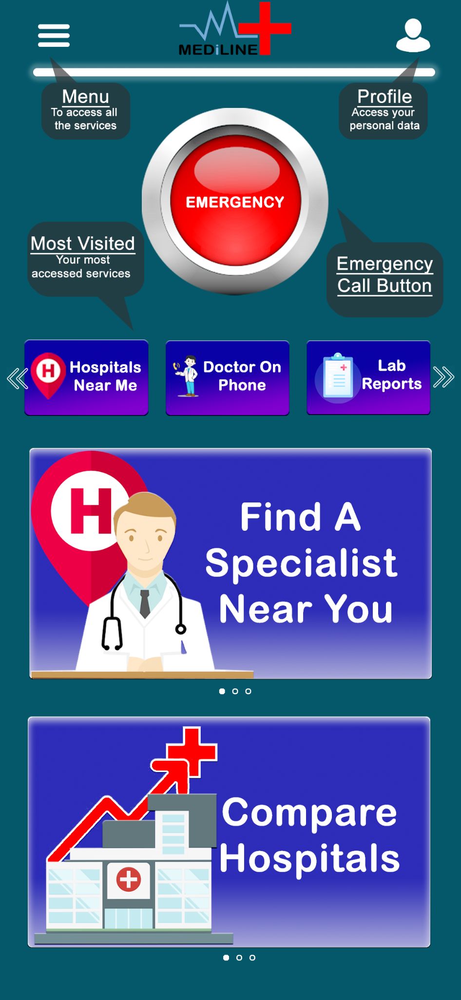 MEDiLINE
Menu
To access all
the services
Profile
Access your
personal data
EMERGENCY
Most Visited
Your most
accessed services
Emergency
Call Button
H
Hospitals
Near Me
Doctor On
Phone
Lab
Reports
H
Find A
Specialist
Near You
Compare
Hospitals